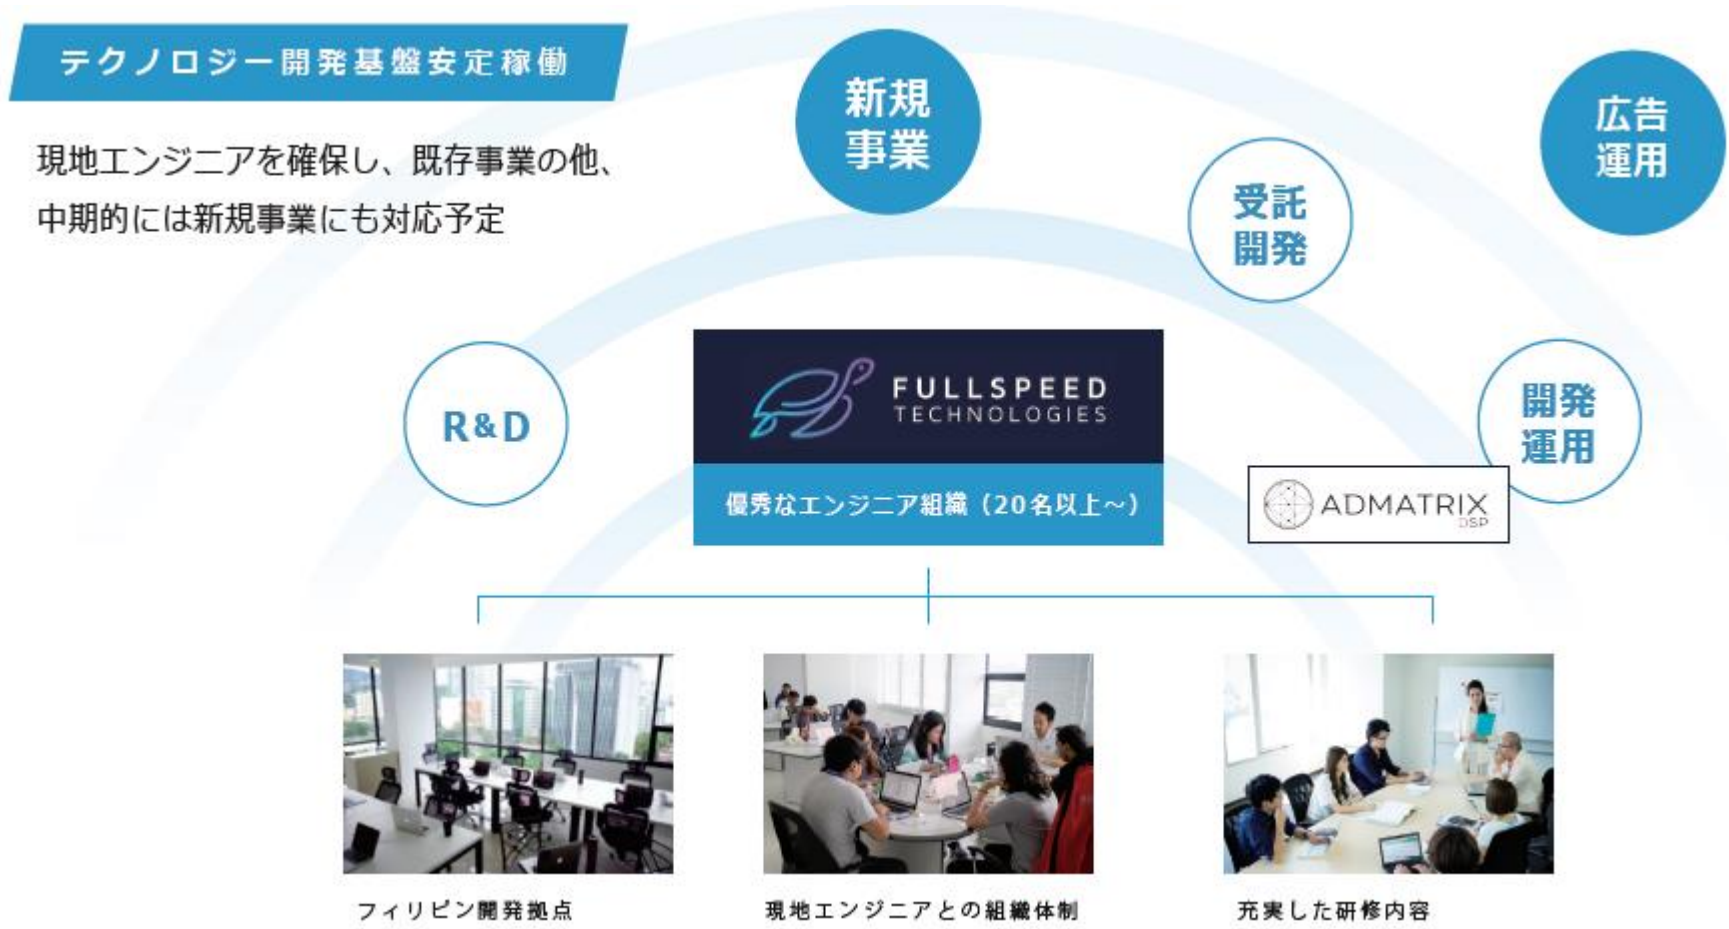 テクノロジー開発基盤安定稼働
現地エンジニアを確保し、既存事業の他、
中期的には新規事業にも対応予定
新規
事業
広告
運用
受託
開発
R&D
FULLSPEED
TECHNOLOGIES
優秀なエンジニア組織（20名以上～）
開発
運用
ADMATRIX
DSP
フィリピン開発拠点
現地エンジニアとの組織体制
充実した研修内容